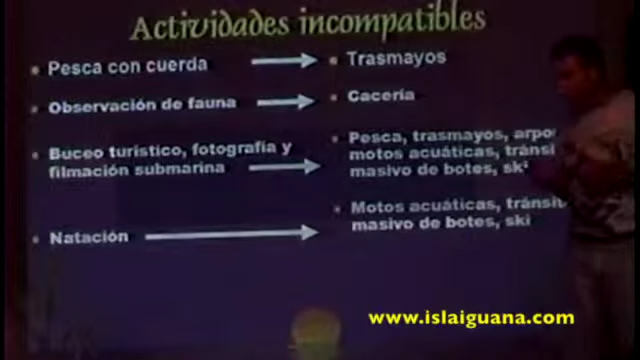 Actividades incompatibles
Pesca con cuerda
Trasmayos
Observación de fauna
Cacería
Buceo turístico, fotografía y
filmación submarina
Pesca, trasmayos,
motos acuáticas,
masivo de botes,
Natación
Motos acuáticas,
masivo de botes, ski
www.islaiguana.com